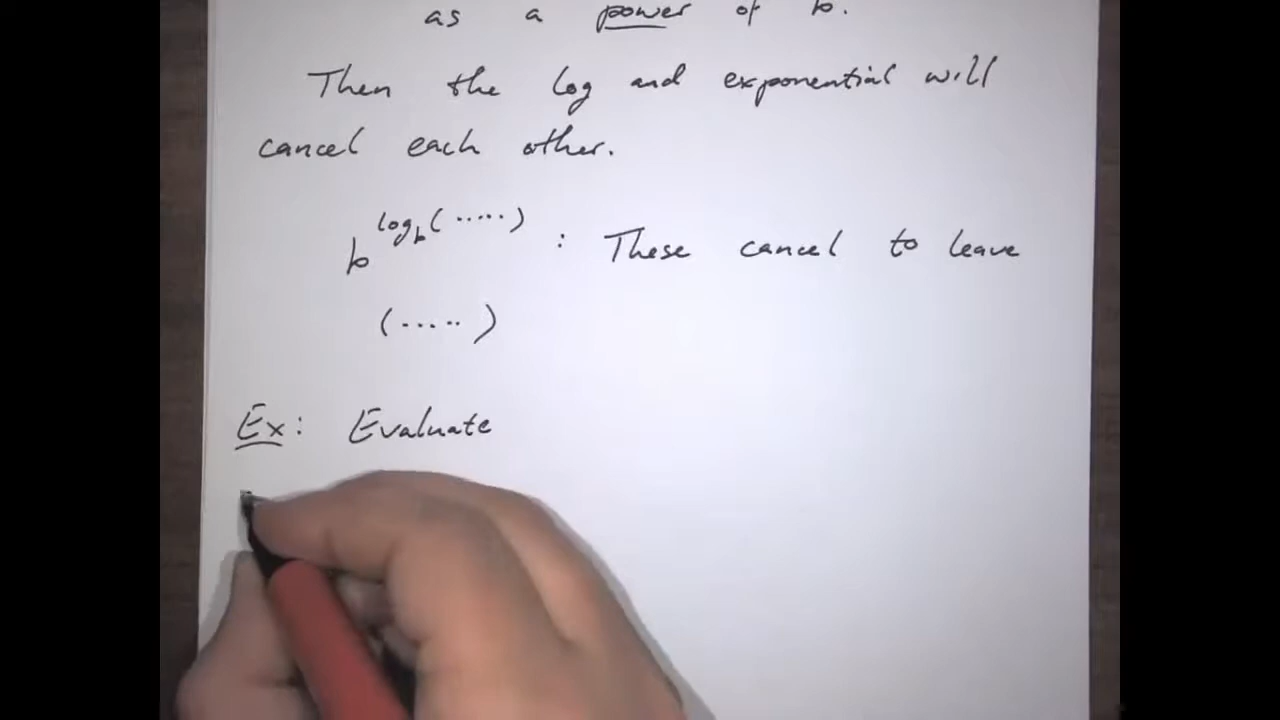 as a power of b.
Then the log and exponential will
cancel each other.
b^log_b(.....) : These cancel to leave
(.....)
Ex: Evaluate